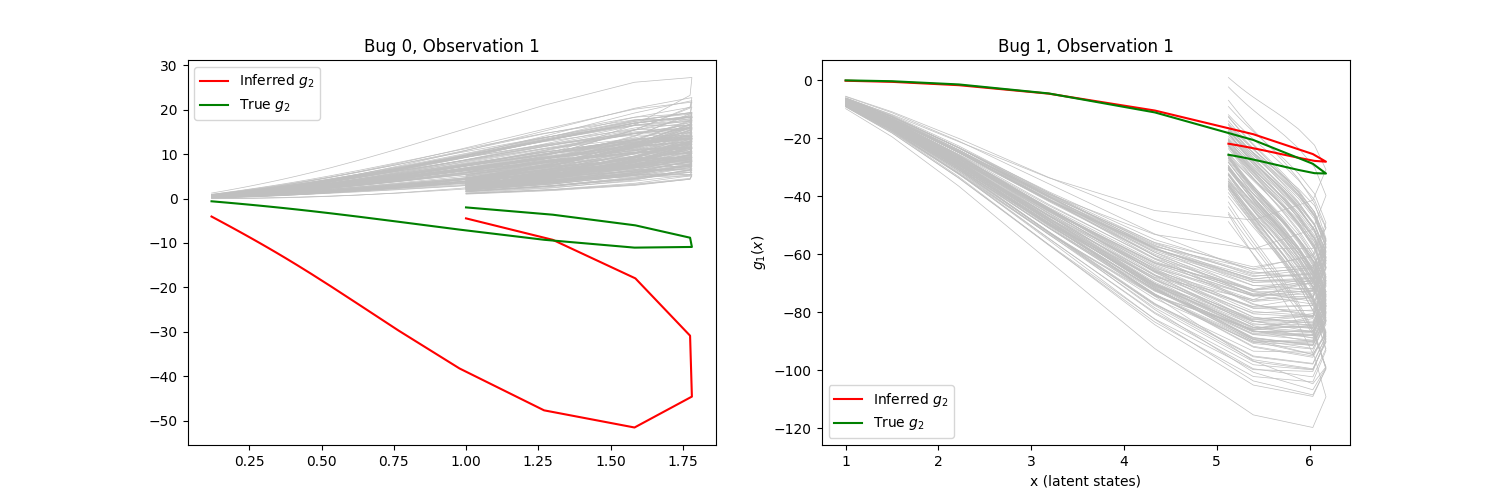 Bug 0, Observation 1
Inferred g₂
True g₂
30
20
10
0
−10
−20
−30
−40
−50
0.25 0.50 0.75 1.00 1.25 1.50 1.75
Bug 1, Observation 1
g₁(x)
0
−20
−40
−60
−80
−100
−120
Inferred g₂
True g₂
1 2 3 4 5 6
x (latent states)